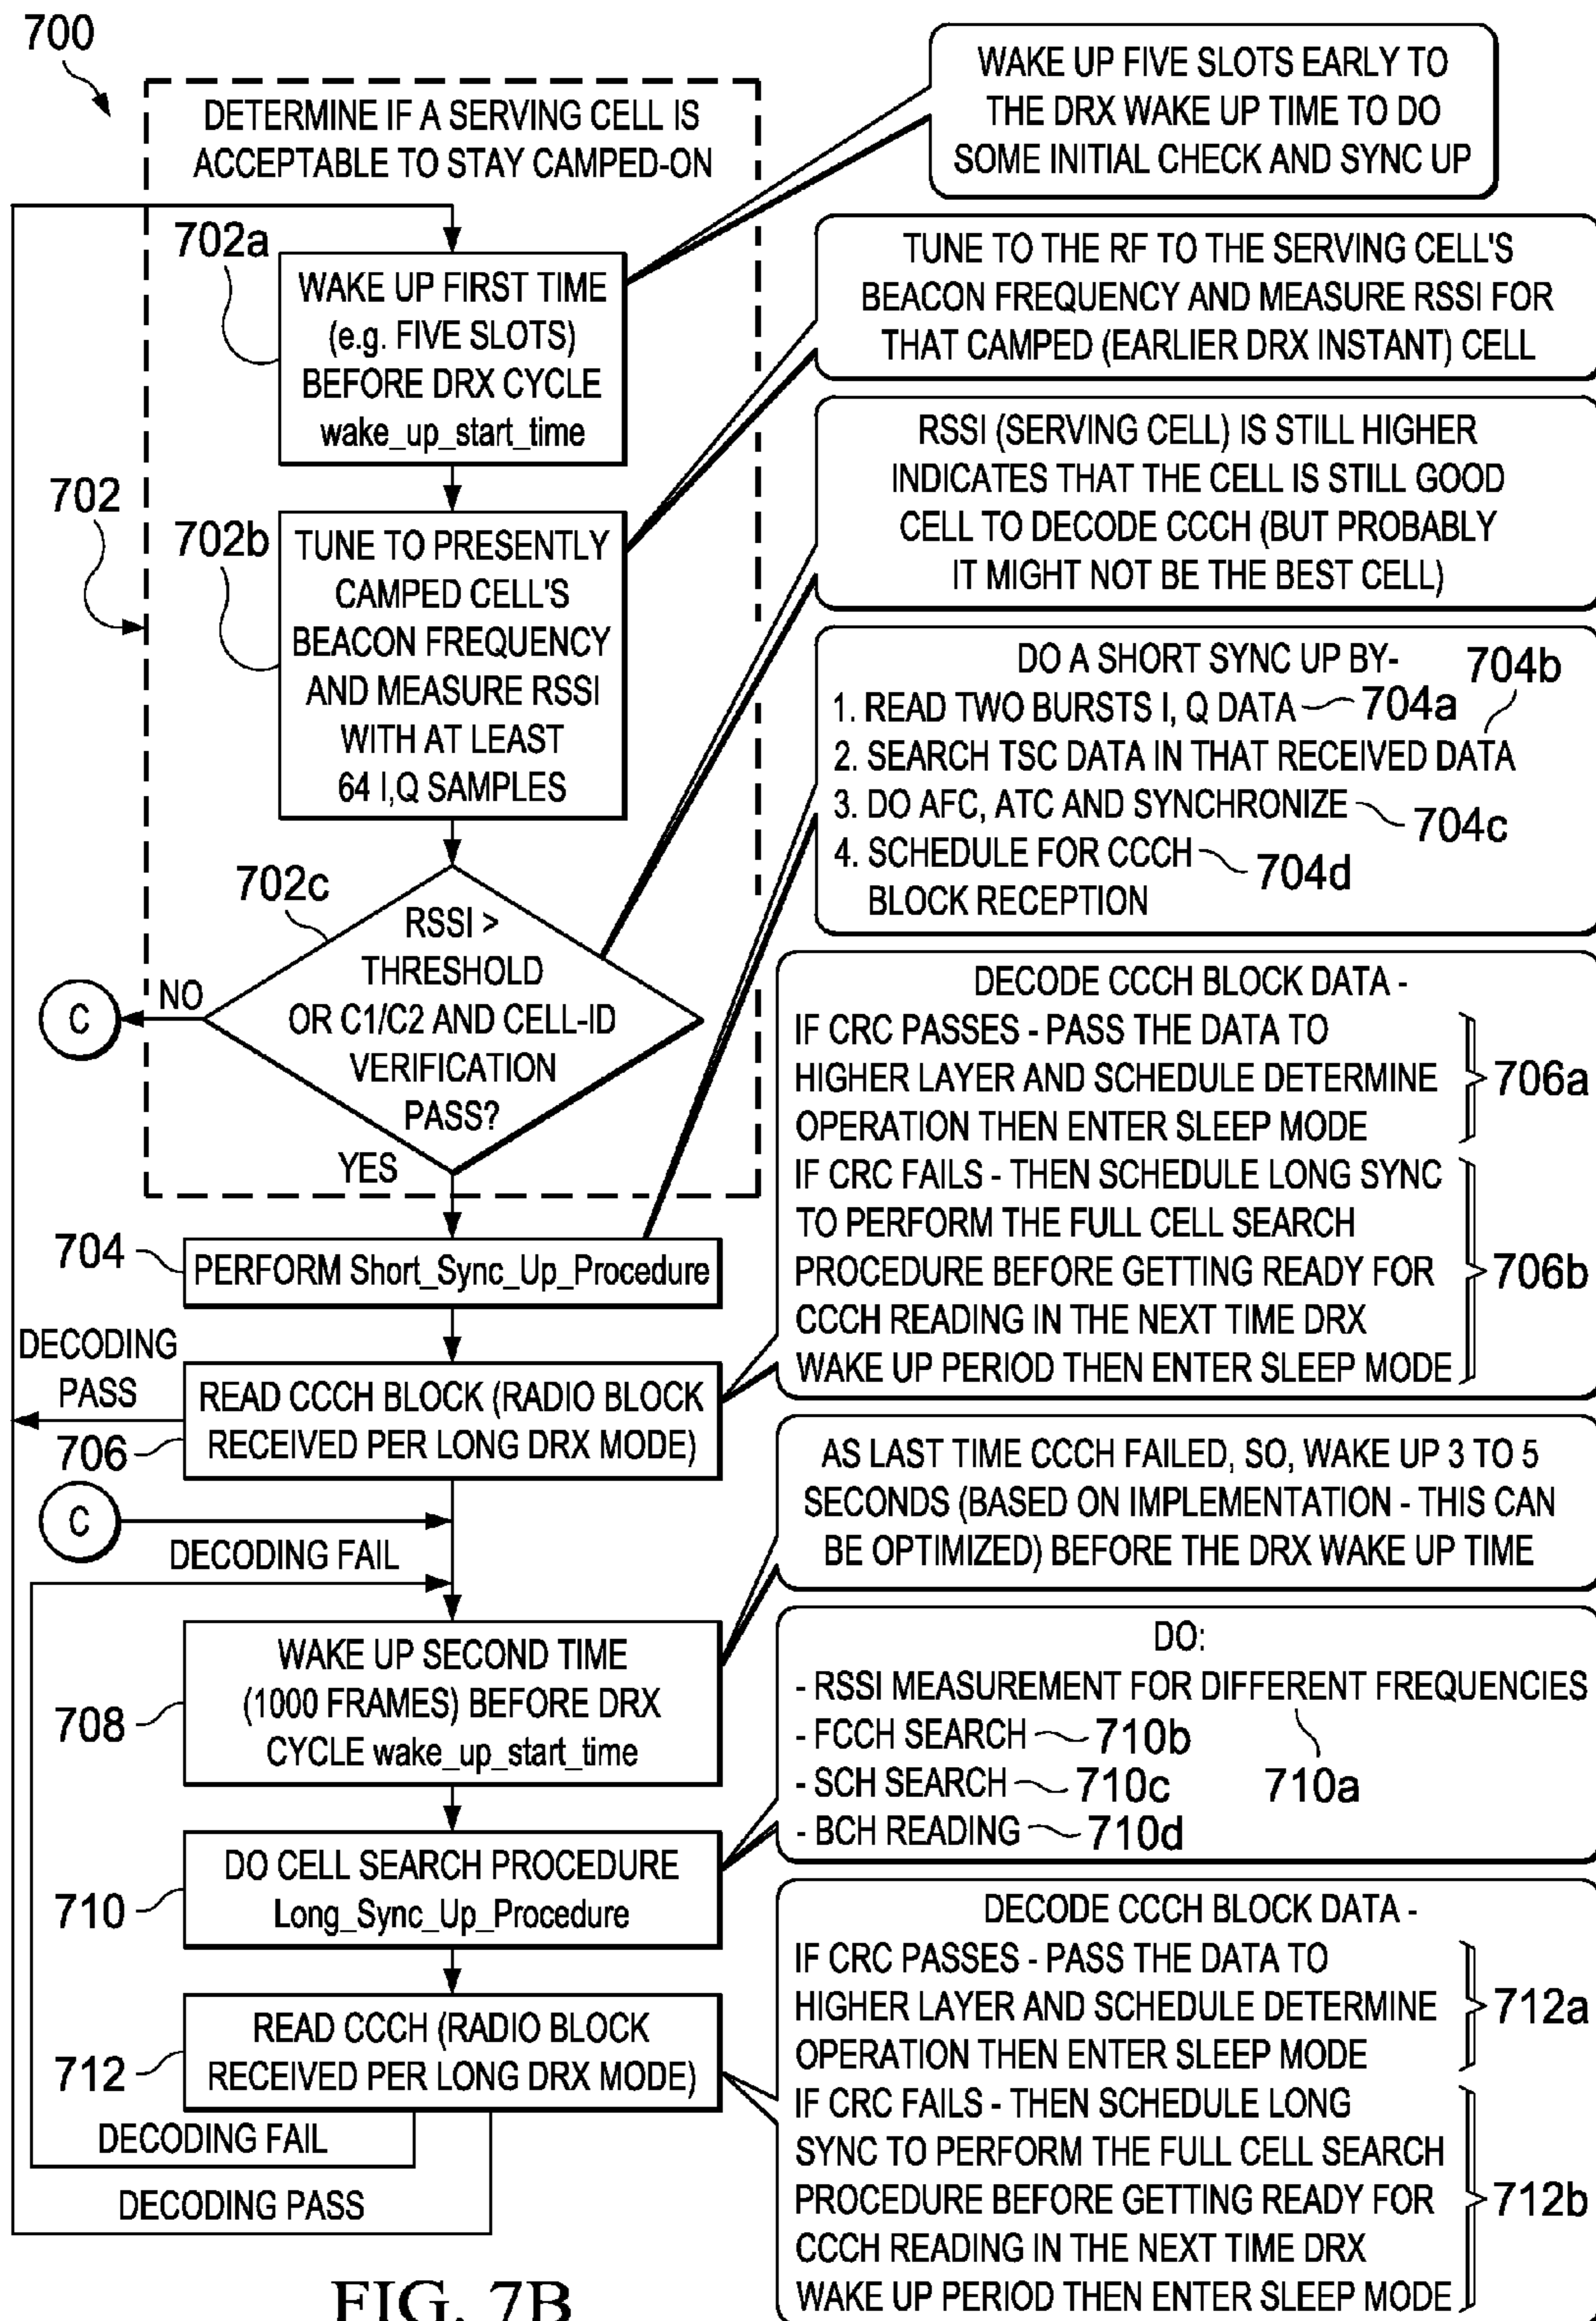 700
DETERMINE IF A SERVING CELL IS
ACCEPTABLE TO STAY CAMPED-ON
WAKE UP FIVE SLOTS EARLY TO
THE DRX WAKE UP TIME TO DO
SOME INITIAL CHECK AND SYNC UP
702a
WAKE UP FIRST TIME
(e.g. FIVE SLOTS)
BEFORE DRX CYCLE
wake_up_start_time
TUNE TO THE RF TO THE SERVING CELL'S
BEACON FREQUENCY AND MEASURE RSSI FOR
THAT CAMPED (EARLIER DRX INSTANT) CELL
702
702b
TUNE TO PRESENTLY
CAMPED CELL'S
BEACON FREQUENCY
AND MEASURE RSSI
WITH AT LEAST
64 I,Q SAMPLES
RSSI (SERVING CELL) IS STILL HIGHER
INDICATES THAT THE CELL IS STILL GOOD
CELL TO DECODE CCCH (BUT PROBABLY
IT MIGHT NOT BE THE BEST CELL)
702c
RSSI >
THRESHOLD
OR C1/C2 AND CELL-ID
VERIFICATION
PASS?
NO
C
YES
DO A SHORT SYNC UP BY-
704b
1. READ TWO BURSTS I, Q DATA 704a
2. SEARCH TSC DATA IN THAT RECEIVED DATA
3. DO AFC, ATC AND SYNCHRONIZE 704c
4. SCHEDULE FOR CCCH 704d
BLOCK RECEPTION
704
PERFORM Short_Sync_Up_Procedure
DECODING
PASS
706
READ CCCH BLOCK (RADIO BLOCK
RECEIVED PER LONG DRX MODE)
DECODE CCCH BLOCK DATA -
IF CRC PASSES - PASS THE DATA TO
HIGHER LAYER AND SCHEDULE DETERMINE
OPERATION THEN ENTER SLEEP MODE
706a
IF CRC FAILS - THEN SCHEDULE LONG SYNC
TO PERFORM THE FULL CELL SEARCH
PROCEDURE BEFORE GETTING READY FOR
CCCH READING IN THE NEXT TIME DRX
WAKE UP PERIOD THEN ENTER SLEEP MODE
706b
C
DECODING FAIL
708
WAKE UP SECOND TIME
(1000 FRAMES) BEFORE DRX
CYCLE wake_up_start_time
AS LAST TIME CCCH FAILED, SO, WAKE UP 3 TO 5
SECONDS (BASED ON IMPLEMENTATION - THIS CAN
BE OPTIMIZED) BEFORE THE DRX WAKE UP TIME
710
DO CELL SEARCH PROCEDURE
Long_Sync_Up_Procedure
DO:
- RSSI MEASUREMENT FOR DIFFERENT FREQUENCIES
- FCCH SEARCH 710b
- SCH SEARCH 710c 710a
- BCH READING 710d
712
READ CCCH (RADIO BLOCK
RECEIVED PER LONG DRX MODE)
DECODING FAIL
DECODING PASS
DECODE CCCH BLOCK DATA -
IF CRC PASSES - PASS THE DATA TO
HIGHER LAYER AND SCHEDULE DETERMINE
OPERATION THEN ENTER SLEEP MODE
712a
IF CRC FAILS - THEN SCHEDULE LONG
SYNC TO PERFORM THE FULL CELL SEARCH
PROCEDURE BEFORE GETTING READY FOR
CCCH READING IN THE NEXT TIME DRX
WAKE UP PERIOD THEN ENTER SLEEP MODE
712b
FIG. 7B